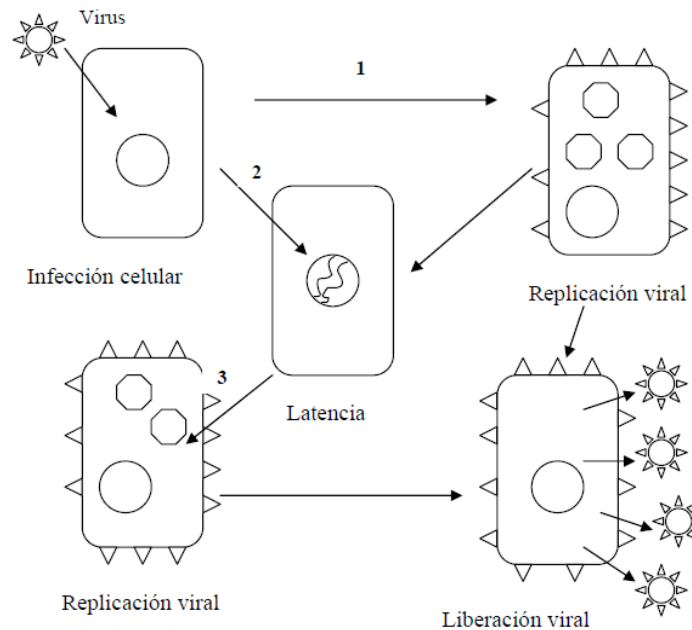 Virus
1
2
Infección celular
Replicación viral
3
Latencia
Replicación viral
Liberación viral